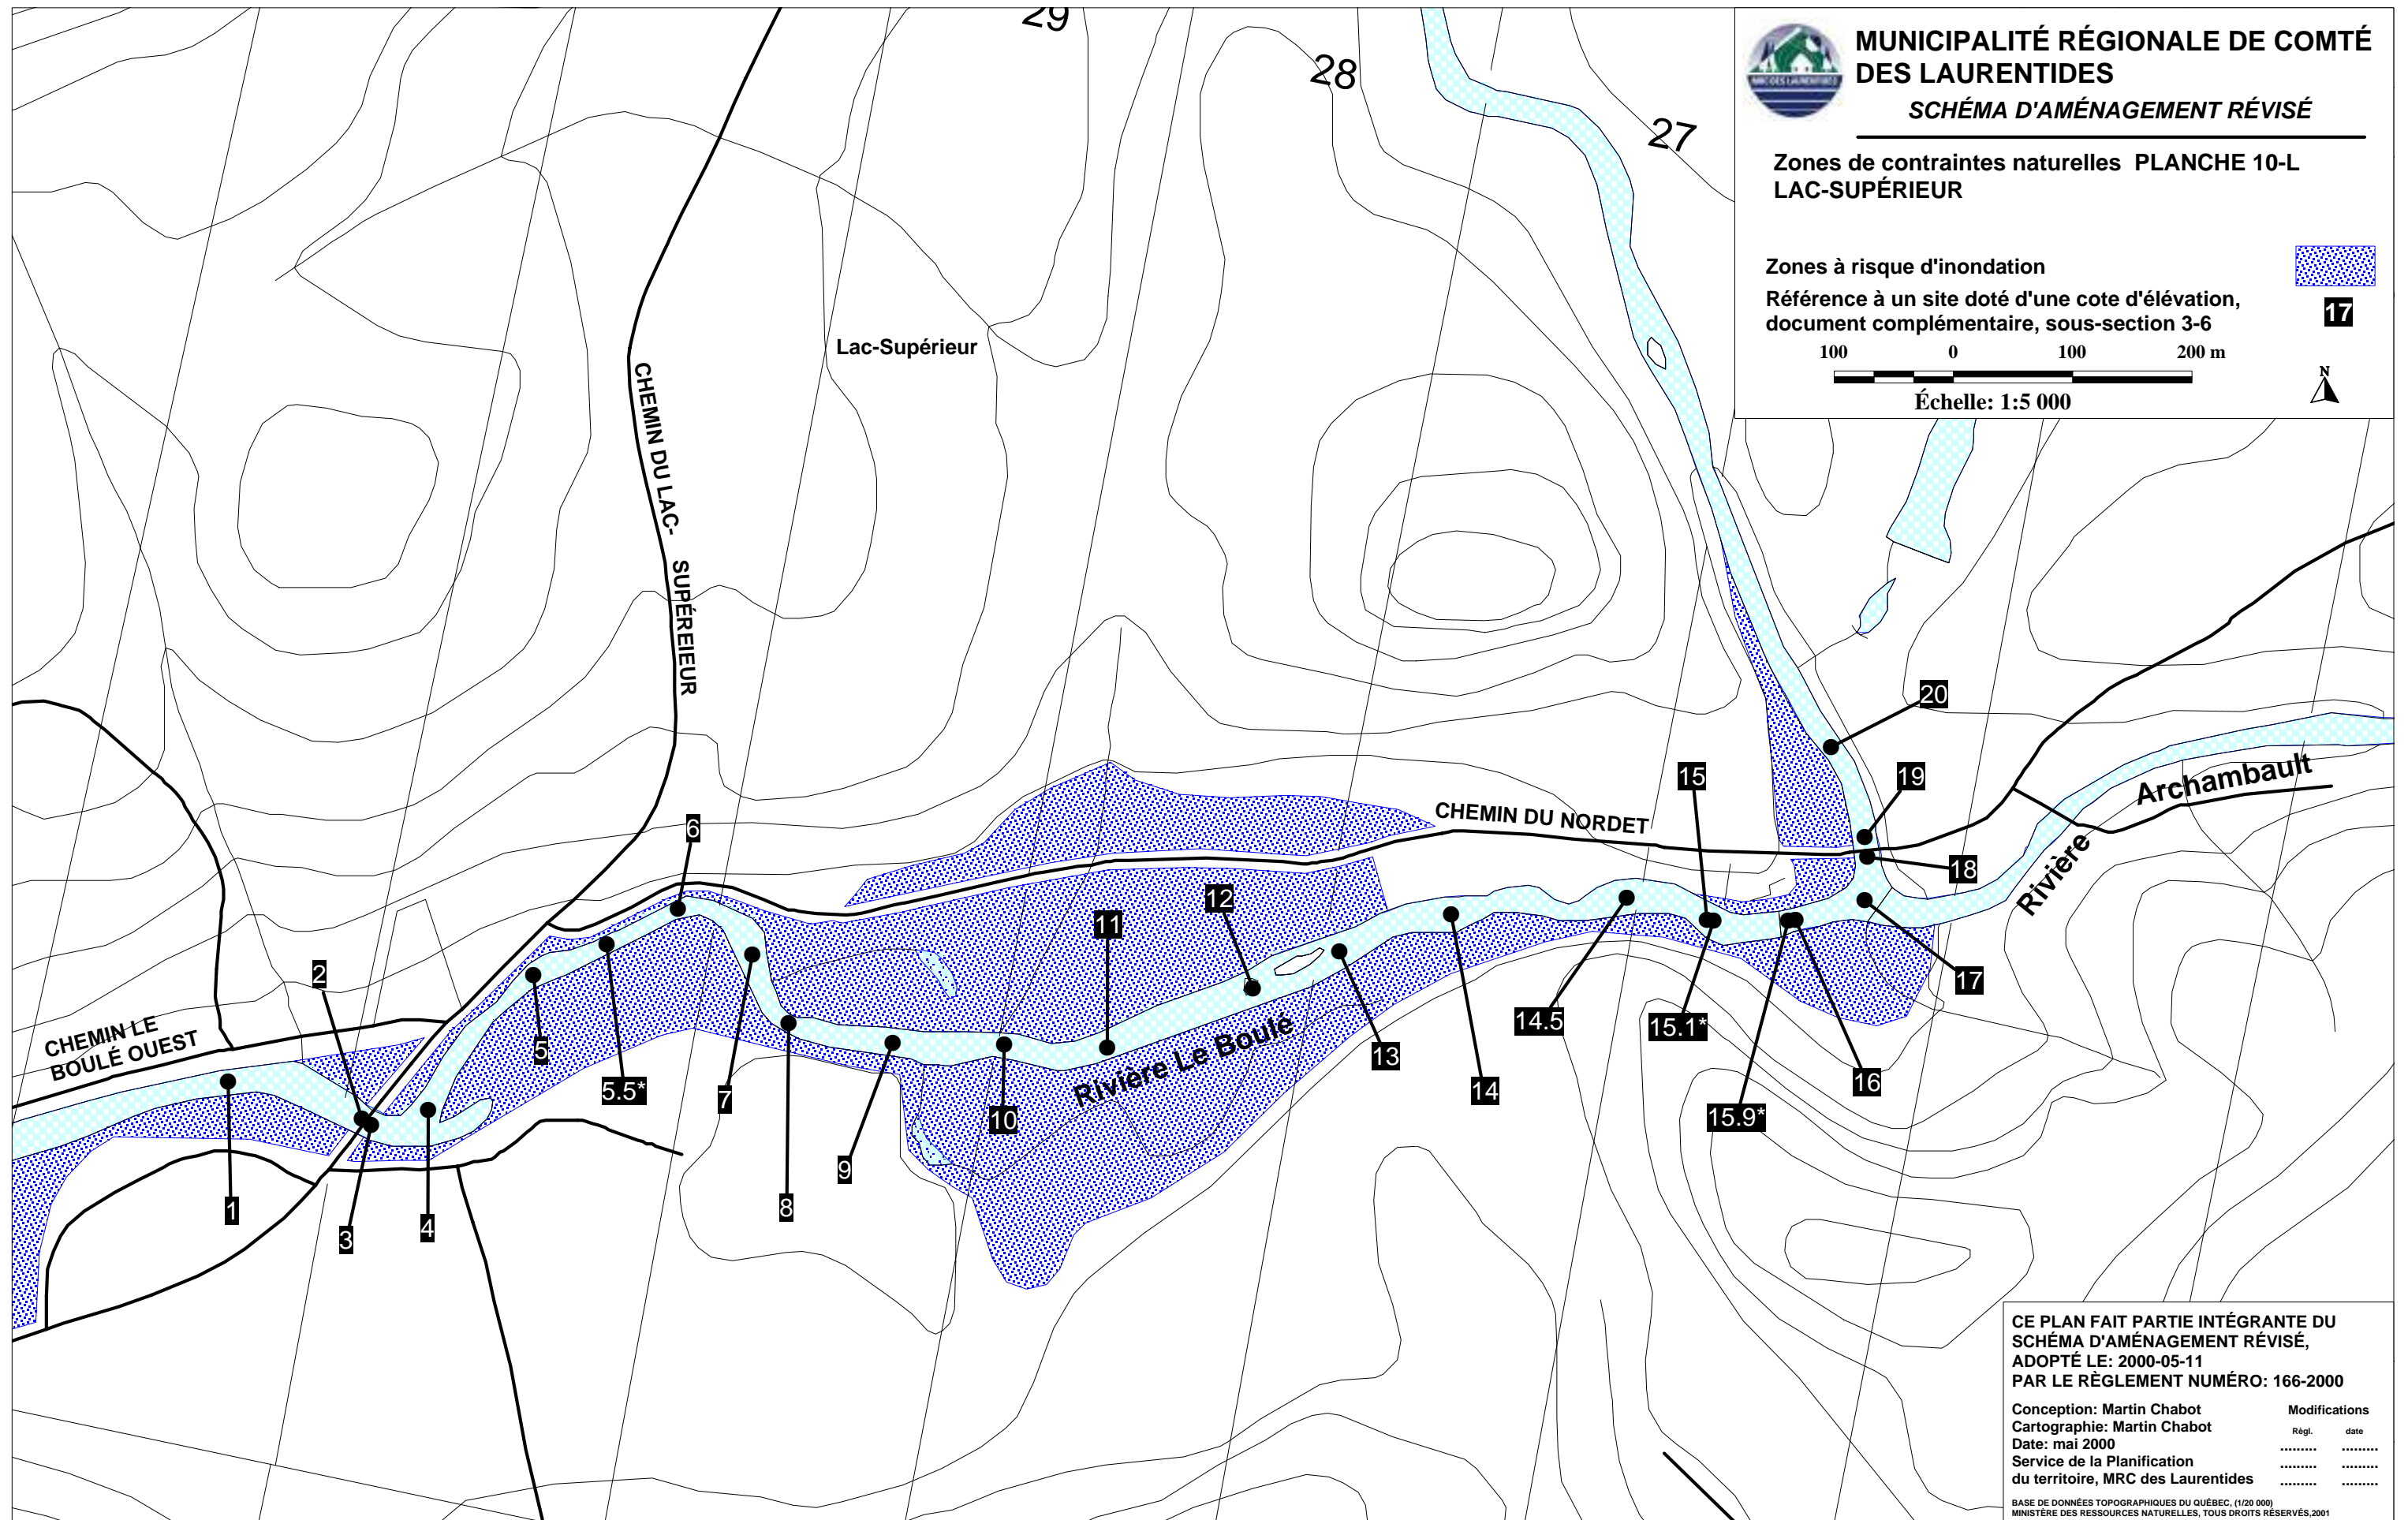 29
28
27
MUNICIPALITÉ RÉGIONALE DE COMTÉ
DES LAURENTIDES
SCHÉMA D'AMÉNAGEMENT RÉVISÉ
MRC DES LAURENTIDES
Zones de contraintes naturelles PLANCHE 10-L
LAC-SUPÉRIEUR
Zones à risque d'inondation
Référence à un site doté d'une cote d'élévation,
document complémentaire, sous-section 3-6
17
100 0 100 200 m
Échelle: 1:5 000
N
Lac-Supérieur
CHEMIN DU LAC-
SUPÉREIEUR
20
15
19
Archambault
CHEMIN DU NORDET
6
18
Rivière
12
11
2
17
14.5
15.1*
CHEMIN LE
BOULÉ OUEST
5
13
Riviere Le Boulé
5.5*
7
14
16
10
15.9*
9
1
8
4
3
CE PLAN FAIT PARTIE INTÉGRANTE DU
SCHÉMA D'AMÉNAGEMENT RÉVISÉ,
ADOPTÉ LE: 2000-05-11
PAR LE RÈGLEMENT NUMÉRO: 166-2000
Conception: Martin Chabot
Cartographie: Martin Chabot
Date: mai 2000
Service de la Planification
du territoire, MRC des Laurentides
Modifications
Règl. date
......... .........
......... .........
......... .........
BASE DE DONNÉES TOPOGRAPHIQUES DU QUÉBEC, (1/20 000)
MINISTÈRE DES RESSOURCES NATURELLES, TOUS DROITS RÉSERVÉS,2001